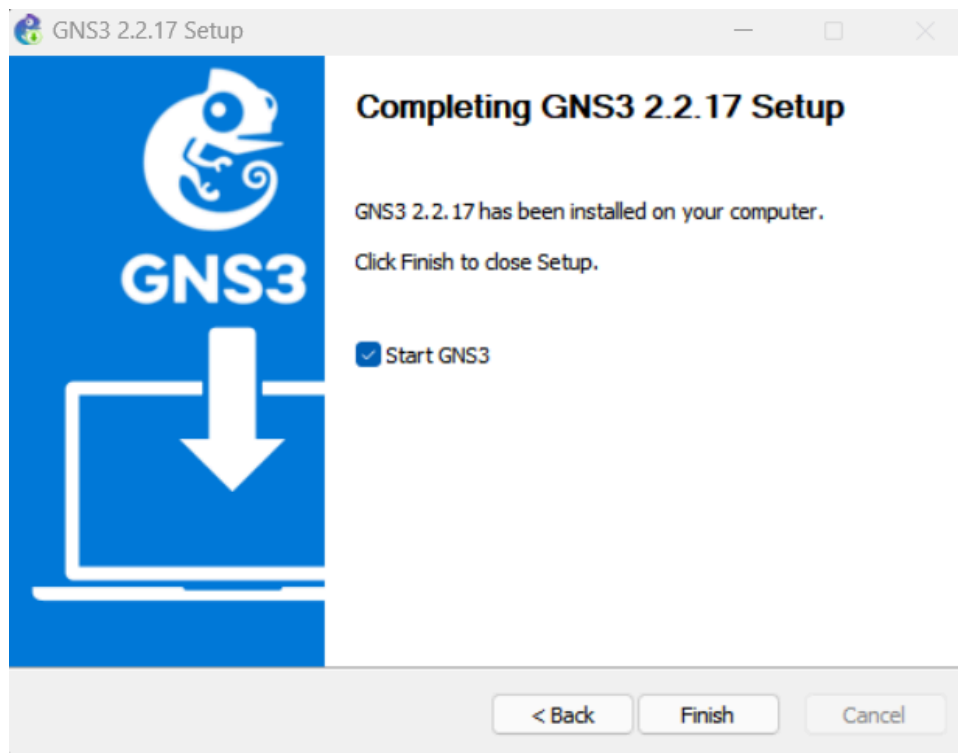 GNS3 2.2.17 Setup
GNS3
Completing GNS3 2.2.17 Setup
GNS3 2.2.17 has been installed on your computer.
Click Finish to close Setup.
Start GNS3
< Back
Finish
Cancel